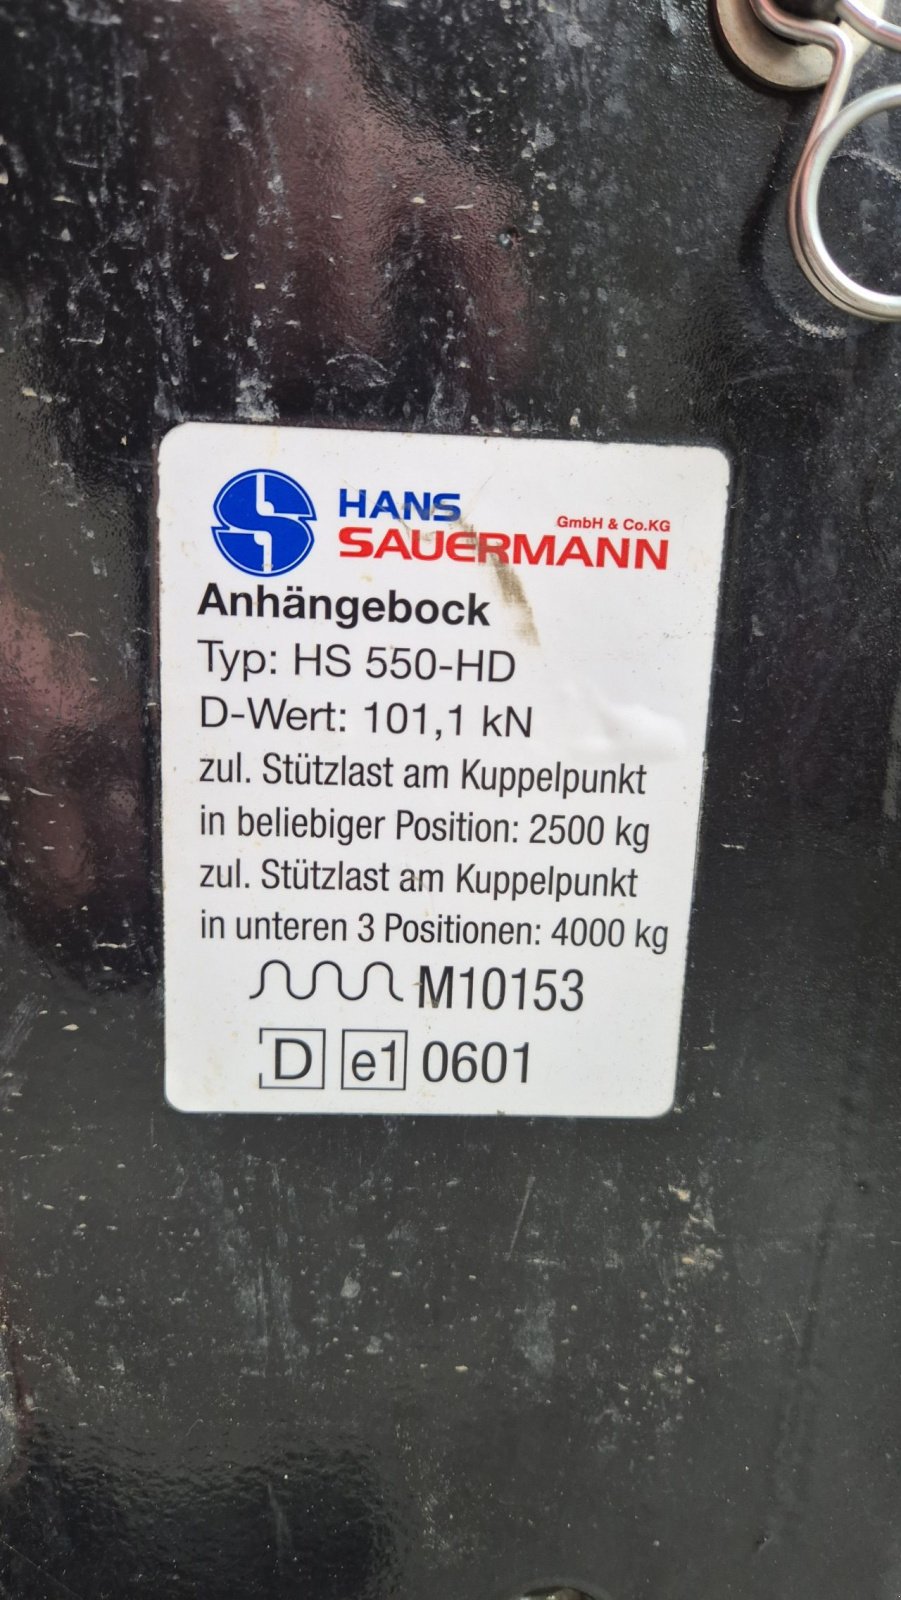 HANS
SAUERMANN GmbH & Co.KG
Anhängebock
Typ: HS 550-HD
D-Wert: 101,1 kN
zul. Stützlast am Kuppelpunkt
in beliebiger Position: 2500 kg
zul. Stützlast am Kuppelpunkt
in unteren 3 Positionen: 4000 kg
M10153
D e1 0601